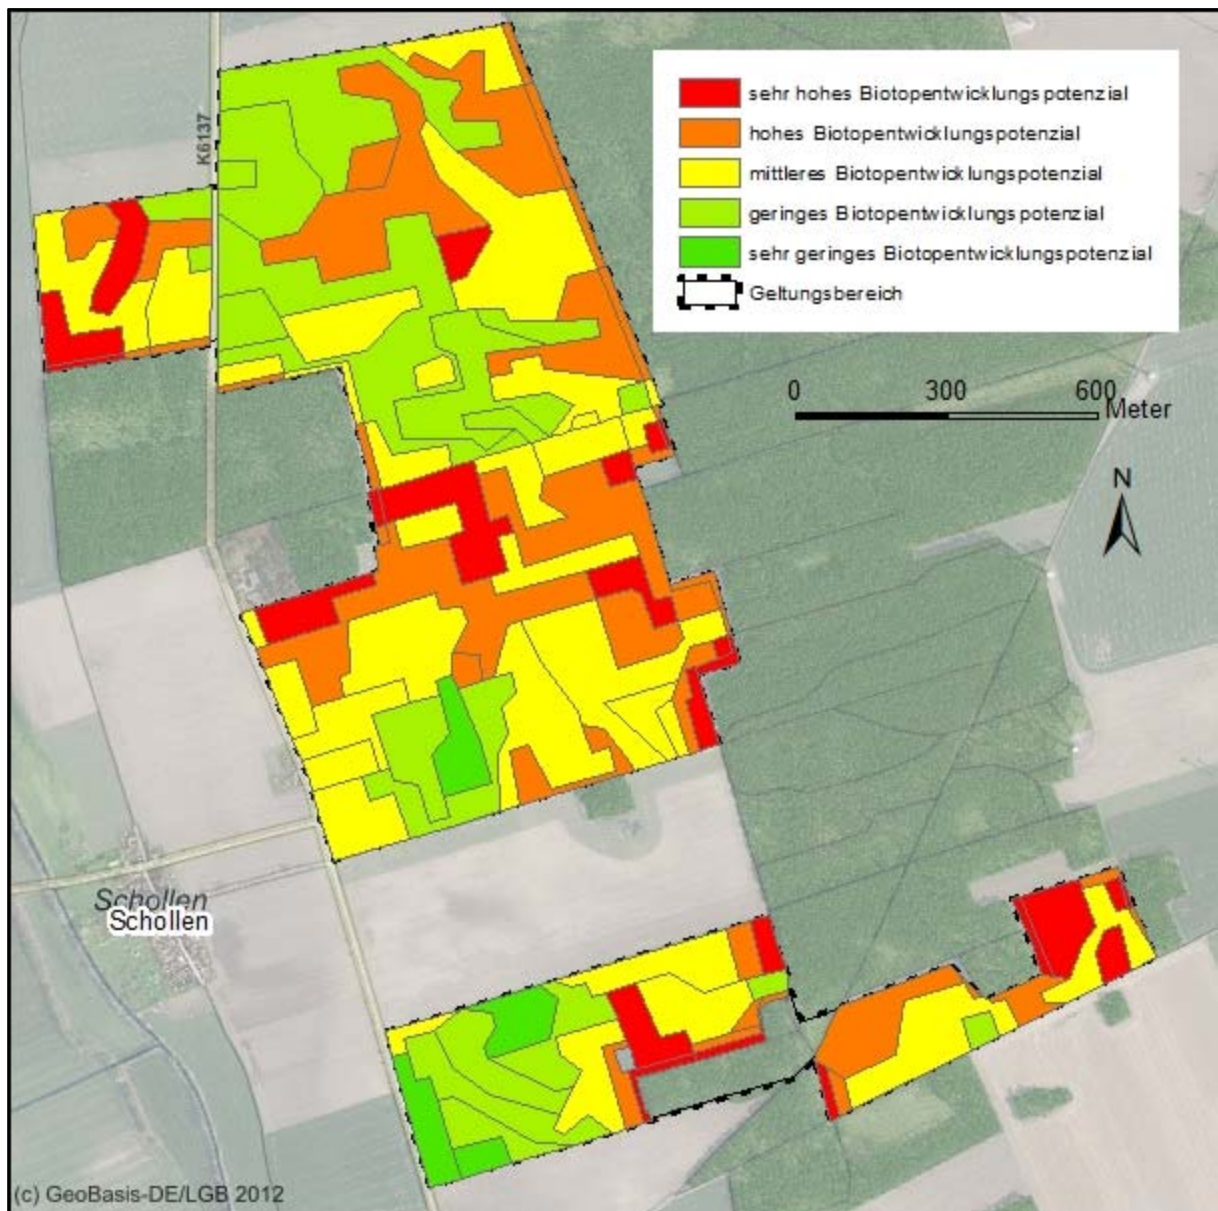 K6137
sehr hohes Biotopentwicklungspotenzial
hohes Biotopentwicklungspotenzial
mittleres Biotopentwicklungspotenzial
geringes Biotopentwicklungspotenzial
sehr geringes Biotopentwicklungspotenzial
Geltungsbereich
0 300 600
Meter
N
Schollen
Schollen
(c) GeoBasis-DE/LGB 2012